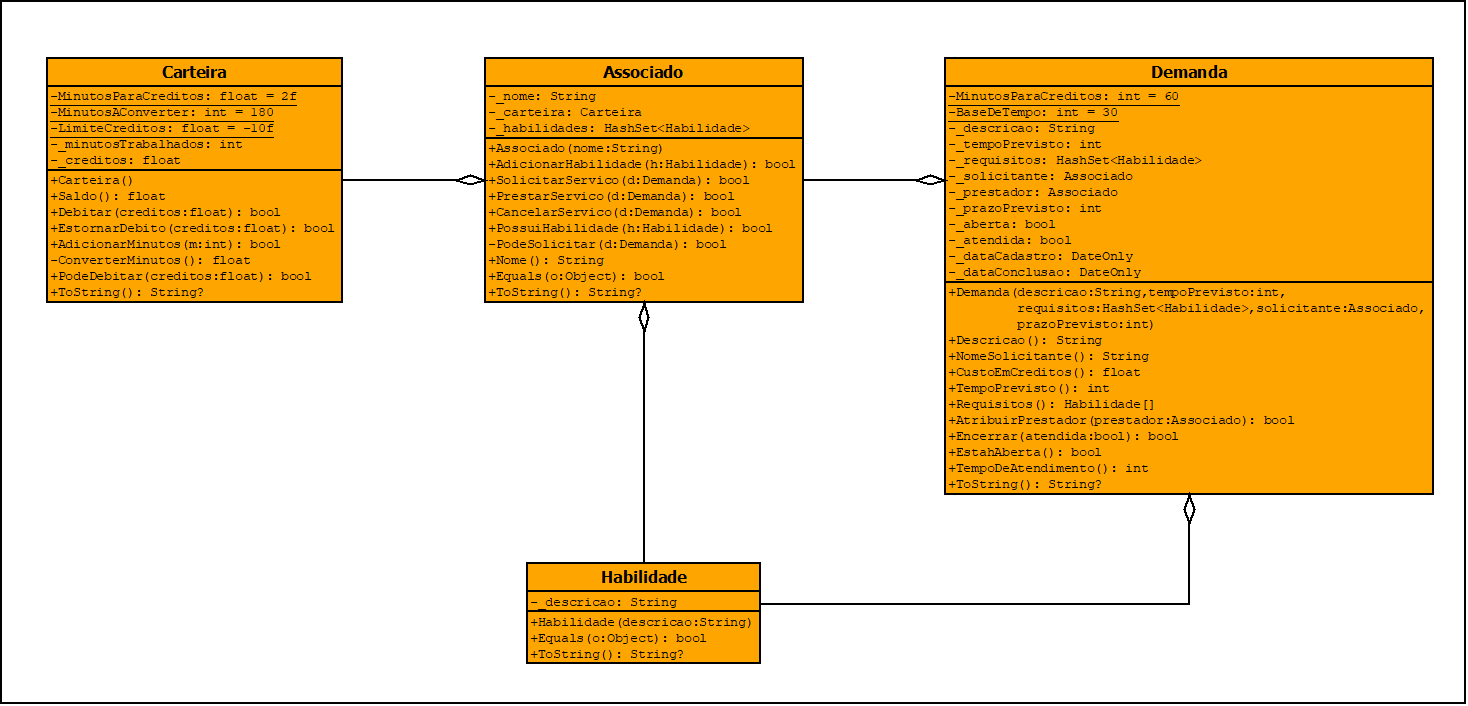 Carteira
-MinutosParaCreditos: float = 2f
-MinutosAConverter: int = 180
-LimiteCreditos: float = -10f
-_minutosTrabalhados: int
-_creditos: float
+Carteira()
+Saldo(): float
+Debitar(creditos:float): bool
+EstornarDebito(creditos:float): bool
+AdicionarMinutos(m:int): bool
-ConverterMinutos(): float
+PodeDebitar(creditos:float): bool
+ToString(): String?
Associado
-_nome: String
-_carteira: Carteira
-_habilidades: HashSet<Habilidade>
+Associado(nome:String)
+AdicionarHabilidade(h:Habilidade): bool
+SolicitarServico(d:Demanda): bool
+PrestarServico(d:Demanda): bool
+CancelarServico(d:Demanda): bool
+PossuiHabilidade(h:Habilidade): bool
-PodeSolicitar(d:Demanda): bool
+Nome(): String
+Equals(o:Object): bool
+ToString(): String?
Demanda
-MinutosParaCreditos: int = 60
-BaseDeTempo: int = 30
-_descricao: String
-_tempoPrevisto: int
-_requisitos: HashSet<Habilidade>
-_solicitante: Associado
-_prestador: Associado
-_prazoPrevisto: int
-_aberta: bool
-_atendida: bool
-_dataCadastro: DateOnly
-_dataConclusao: DateOnly
+Demanda(descricao:String,tempoPrevisto:int,
requisitos:HashSet<Habilidade>,solicitante:Associado,
prazoPrevisto:int)
+Descricao(): String
+NomeSolicitante(): String
+CustoEmCreditos(): float
+TempoPrevisto(): int
+Requisitos(): Habilidade[]
+AtribuirPrestador(prestador:Associado): bool
+Encerrar(atendida:bool): bool
+EstahAberta(): bool
+TempoDeAtendimento(): int
+ToString(): String?
Habilidade
-_descricao: String
+Habilidade(descricao:String)
+Equals(o:Object): bool
+ToString(): String?